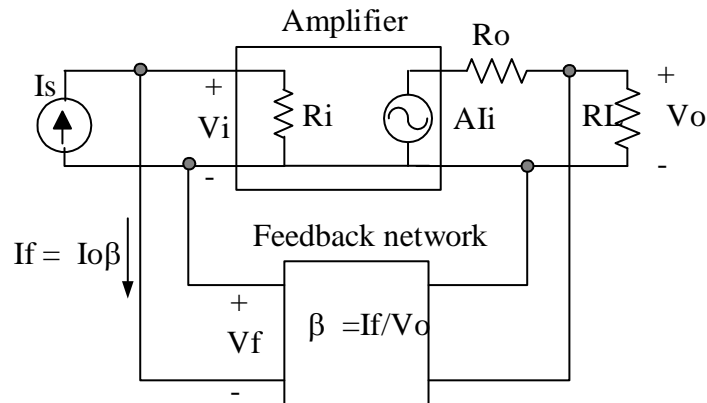 Amplifier
Ro
Is
+
Vi
-
Ri
AIi
RL
+
Vo
-
If = Ioβ
Feedback network
+
Vf
-
β =If/Vo